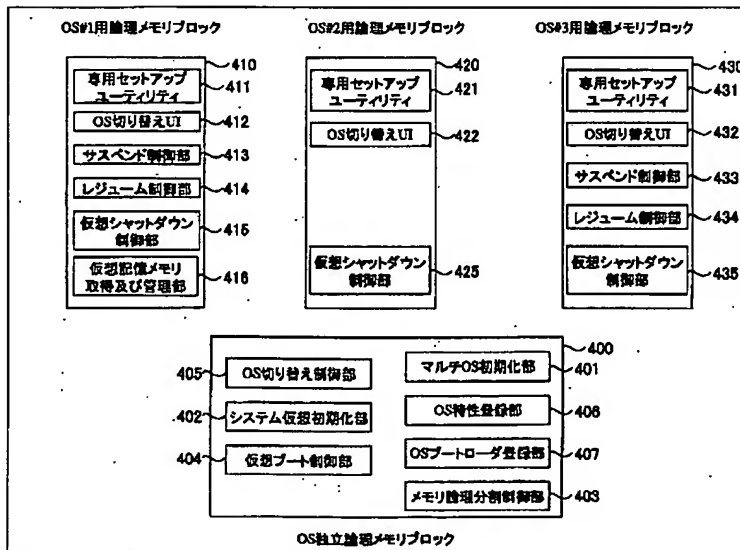 OS#1用論理メモリブロック
410
専用セットアップ
ユーティリティ
411
OS切り替えUI
412
サスペンド制御部
413
レジューム制御部
414
仮想シャットダウン
制御部
415
仮想記憶メモリ
取得及び管理部
416
OS#2用論理メモリブロック
420
専用セットアップ
ユーティリティ
421
OS切り替えUI
422
仮想シャットダウン
制御部
425
OS#3用論理メモリブロック
430
専用セットアップ
ユーティリティ
431
OS切り替えUI
432
サスペンド制御部
433
レジューム制御部
434
仮想シャットダウン
制御部
435
400
405
OS切り替え制御部
402
システム仮想初期化部
404
仮想ブート制御部
マルチOS初期化部
401
OS特性登録部
406
OSブートローダ登録部
407
メモリ論理分割制御部
403
OS独立論理メモリブロック